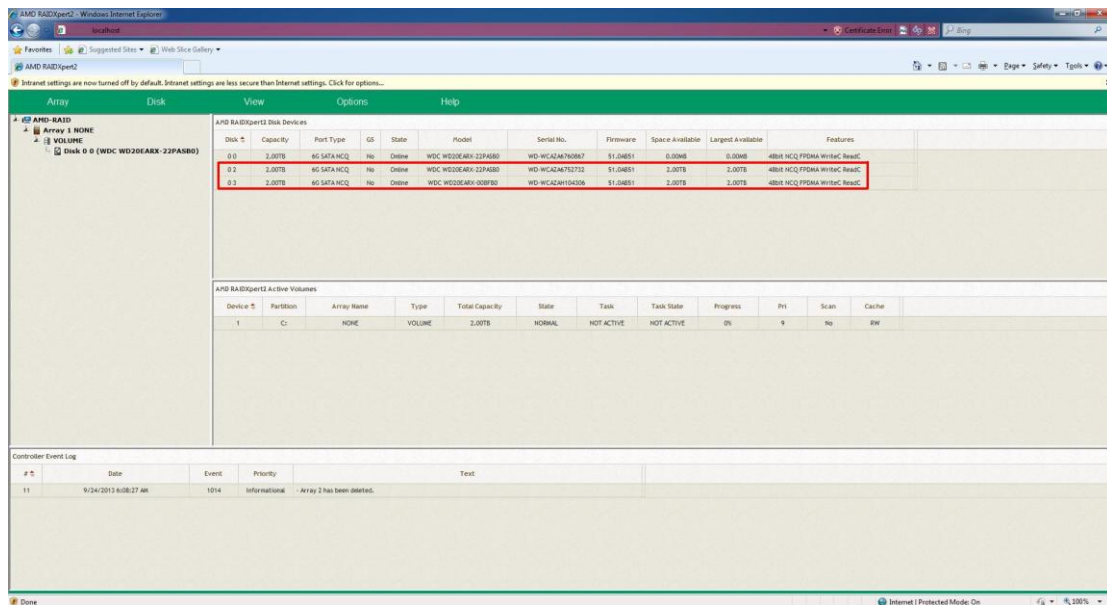 AMD RAIDXpert2 - Windows Internet Explorer
localhost
Certificate Error
Bing
Favorites Suggested Sites Web Slice Gallery
AMD RAIDXpert2
Page Safety Tools
Intranet settings are now turned off by default. Intranet settings are less secure than Internet settings. Click for options...
Array Disk View Options Help
AMD-RAID
Array 1 NONE
VOLUME
Disk 0 0 (WDC WD20EARX-22PASB0)
AMD RAIDXpert2 Disk Devices
Disk Capacity Port Type GS State Model Serial No. Firmware Space Available Largest Available Features
0 0 2.00TB 6G SATA NCQ No Online WDC WD20EARX-22PASB0 WD-WCAZA6760867 51.0AB51 0.00MB 0.00MB 48bit NCQ FPDMA WriteC ReadC
0 2 2.00TB 6G SATA NCQ No Online WDC WD20EARX-22PASB0 WD-WCAZA6752732 51.0AB51 2.00TB 2.00TB 48bit NCQ FPDMA WriteC ReadC
0 3 2.00TB 6G SATA NCQ No Online WDC WD20EARX-00BFB0 WD-WCAZAH104306 51.0AB51 2.00TB 2.00TB 48bit NCQ FPDMA WriteC ReadC
AMD RAIDXpert2 Active Volumes
Device Partition Array Name Type Total Capacity State Task Task State Progress Pri Scan Cache
1 C: NONE VOLUME 2.00TB NORMAL NOT ACTIVE NOT ACTIVE 0% 9 No RW
Controller Event Log
# Date Event Priority Text
11 9/24/2013 6:08:27 AM 1014 Informational - Array 2 has been deleted.
Done
Internet | Protected Mode: On
100%